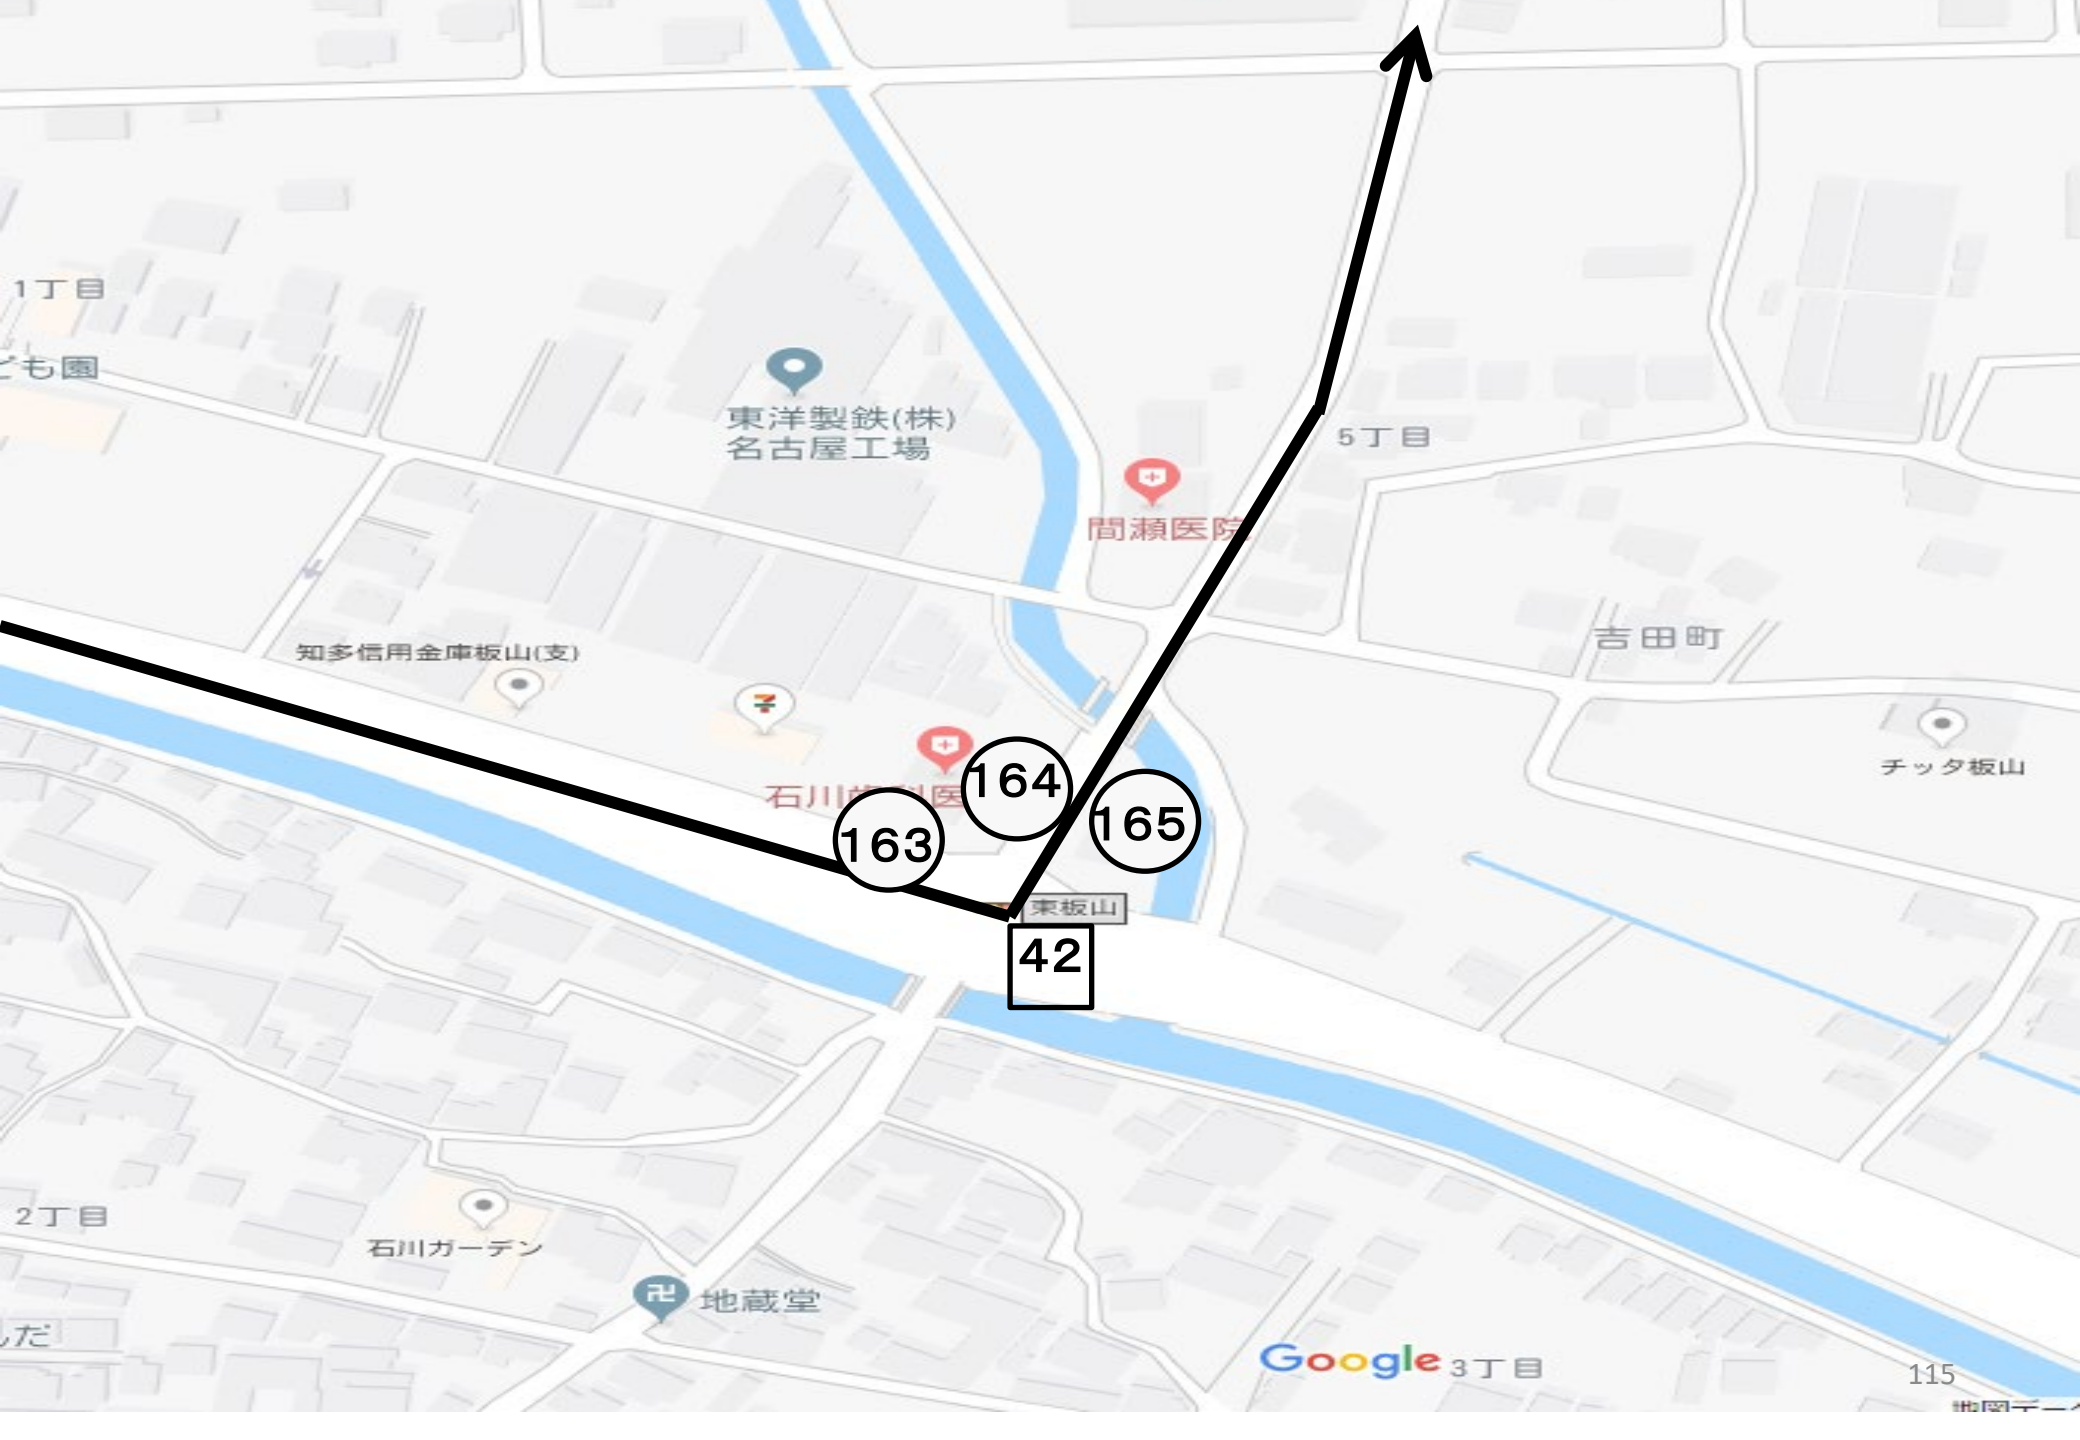 1丁目
ども園
東洋製鉄(株)
名古屋工場
5丁目
間瀬医院
吉田町
知多信用金庫板山(支)
チッタ板山
164
165
163
東板山
42
2丁目
石川ガーデン
地蔵堂
Google
3丁目
115